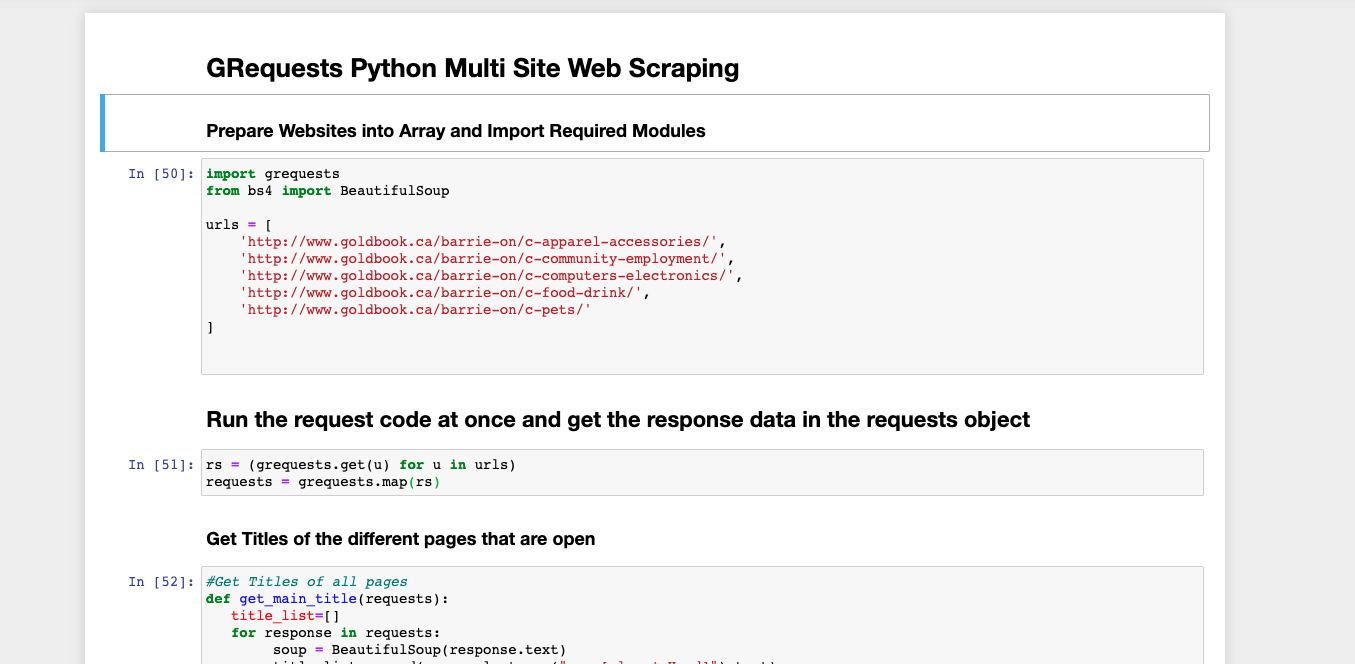 GRequests Python Multi Site Web Scraping
Prepare Websites into Array and Import Required Modules
In [50]: import grequests
from bs4 import BeautifulSoup
urls = [
'http://www.goldbook.ca/barrie-on/c-apparel-accessories/',
'http://www.goldbook.ca/barrie-on/c-community-employment/',
'http://www.goldbook.ca/barrie-on/c-computers-electronics/',
'http://www.goldbook.ca/barrie-on/c-food-drink/',
'http://www.goldbook.ca/barrie-on/c-pets/'
]
Run the request code at once and get the response data in the requests object
In [51]: rs = (grequests.get(u) for u in urls)
requests = grequests.map(rs)
Get Titles of the different pages that are open
In [52]: #Get Titles of all pages
def get_main_title(requests):
title_list=[]
for response in requests:
soup = BeautifulSoup(response.text)